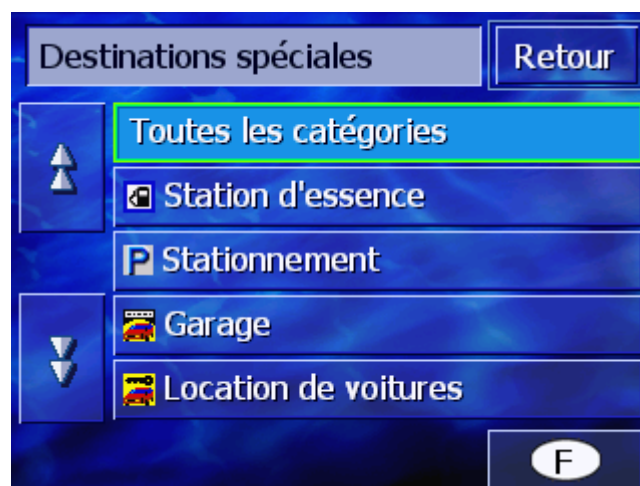 Destinations spéciales
Retour
Toutes les catégories
Station d'essence
P Stationnement
Garage
Location de voitures
F